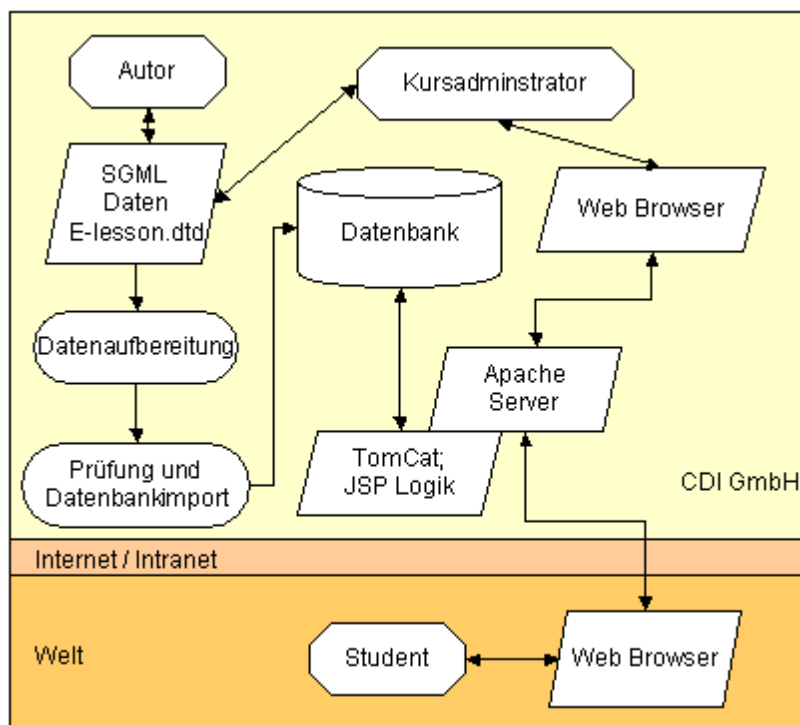 Autor
Kursadminstrator
SGML
Daten
E-lesson.dtd
Datenbank
Web Browser
Datenaufbereitung
Apache
Server
TomCat;
JSP Logik
Prüfung und
Datenbankimport
CDI GmbH
Internet / Intranet
Welt
Student
Web Browser